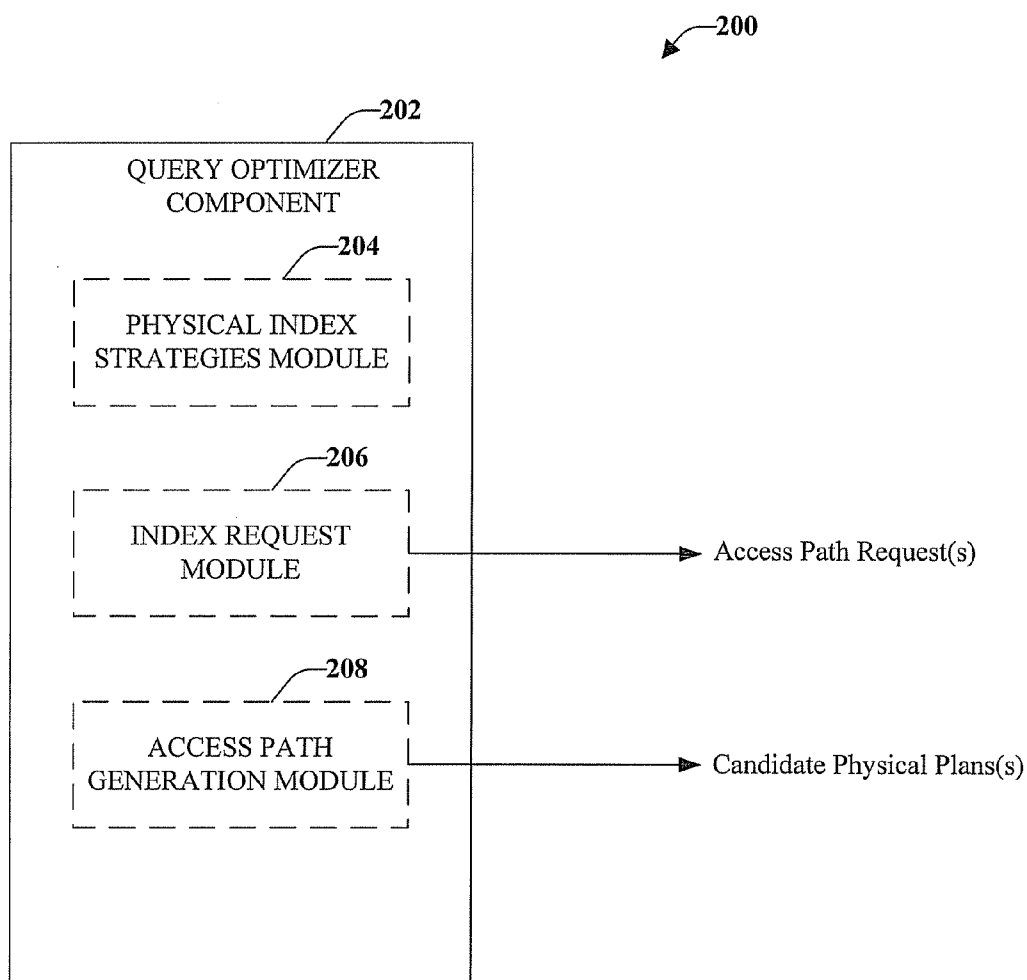 200
202
QUERY OPTIMIZER
COMPONENT
204
PHYSICAL INDEX
STRATEGIES MODULE
206
INDEX REQUEST
MODULE
Access Path Request(s)
208
ACCESS PATH
GENERATION MODULE
Candidate Physical Plans(s)